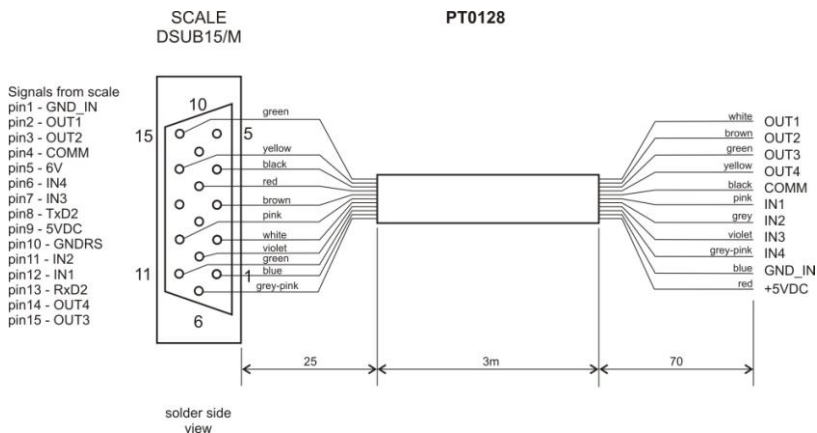 SCALE
DSUB15/M
PT0128
Signals from scale
pin1 - GND_IN
pin2 - OUT1
pin3 - OUT2
pin4 - COMM
pin5 - 6V
pin6 - IN4
pin7 - IN3
pin8 - TxD2
pin9 - 5VDC
pin10 - GNDRS
pin11 - IN2
pin12 - IN1
pin13 - RxD2
pin14 - OUT4
pin15 - OUT3
10
15
5
11
1
6
green
yellow
black
red
brown
pink
white
violet
green
blue
grey-pink
white OUT1
brown OUT2
green OUT3
yellow OUT4
black COMM
pink IN1
grey IN2
violet IN3
grey-pink IN4
blue GND_IN
red +5VDC
25
3m
70
solder side
view